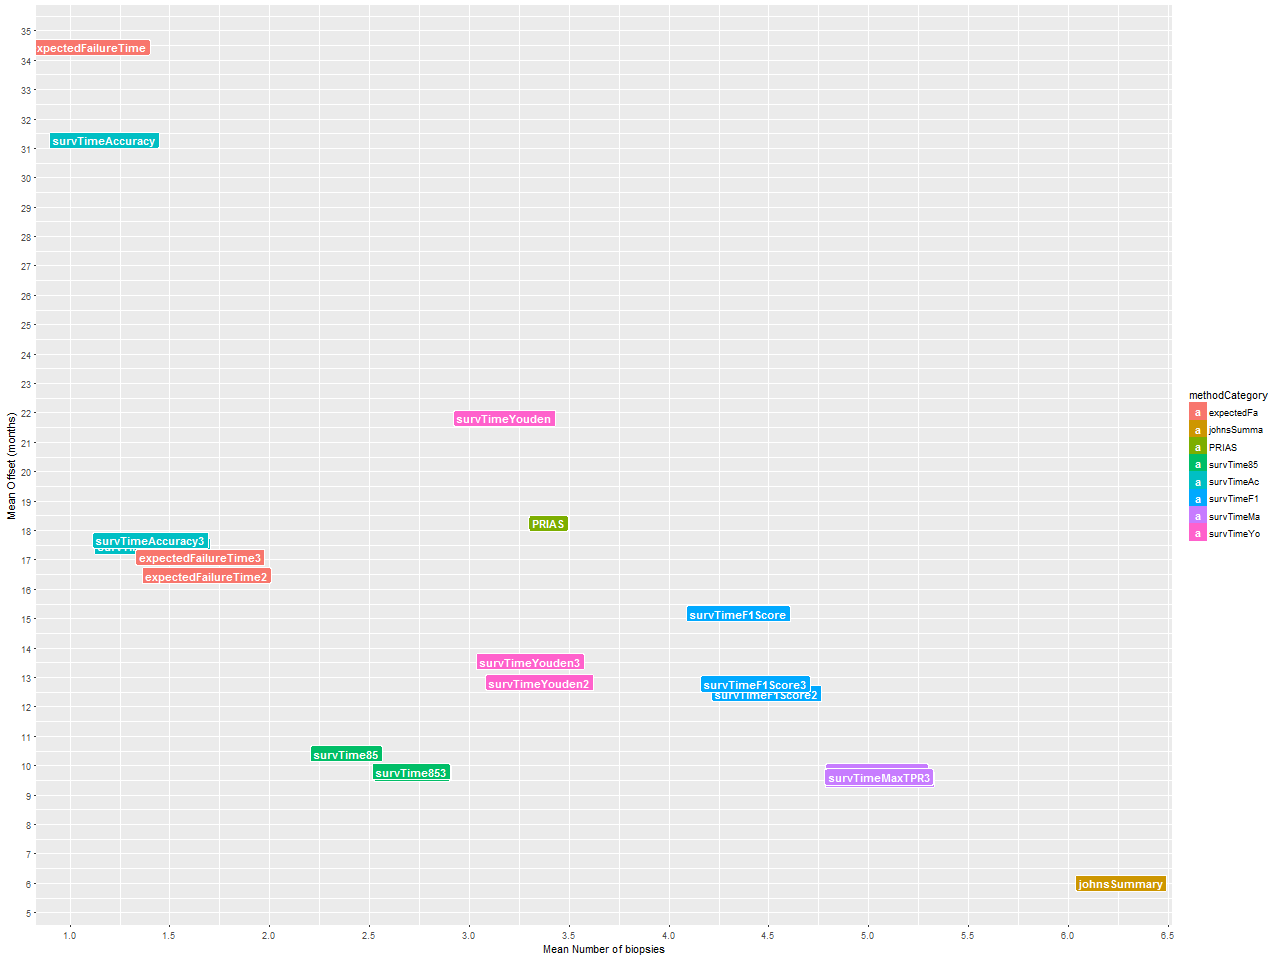 Mean Offset (months)
35
34
33
32
31
30
29
28
27
26
25
24
23
22
21
20
19
18
17
16
15
14
13
12
11
10
9
8
7
6
5
xpectedFailureTime
survTimeAccuracy
survTimeYouden
PRIAS
survTimeAccuracy3
expectedFailureTime3
expectedFailureTime2
survTimeF1Score
survTimeYouden3
survTimeYouden2
survTimeF1Score3
survTimeF1Score2
survTime85
survTime853
survTimeMaxTPR3
johnsSummary
1.0 1.5 2.0 2.5 3.0 3.5 4.0 4.5 5.0 5.5 6.0 6.5
Mean Number of biopsies
methodCategory
a expectedFa
a johnsSumma
a PRIAS
a survTime85
a survTimeAc
a survTimeF1
a survTimeMa
a survTimeYo